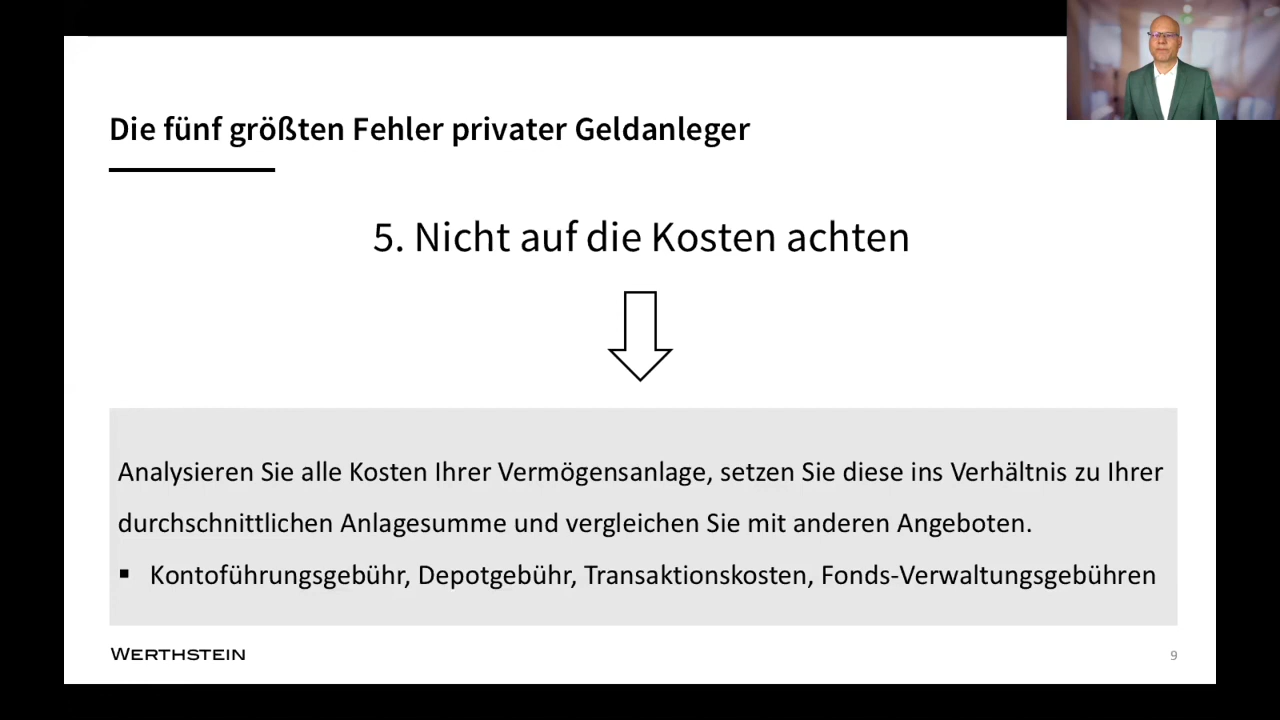 Die fünf größten Fehler privater Geldanleger
5. Nicht auf die Kosten achten
Analysieren Sie alle Kosten Ihrer Vermögensanlage, setzen Sie diese ins Verhältnis zu Ihrer
durchschnittlichen Anlagesumme und vergleichen Sie mit anderen Angeboten.
▪ Kontoführungsgebühr, Depotgebühr, Transaktionskosten, Fonds-Verwaltungsgebühren
WERTHSTEIN
9